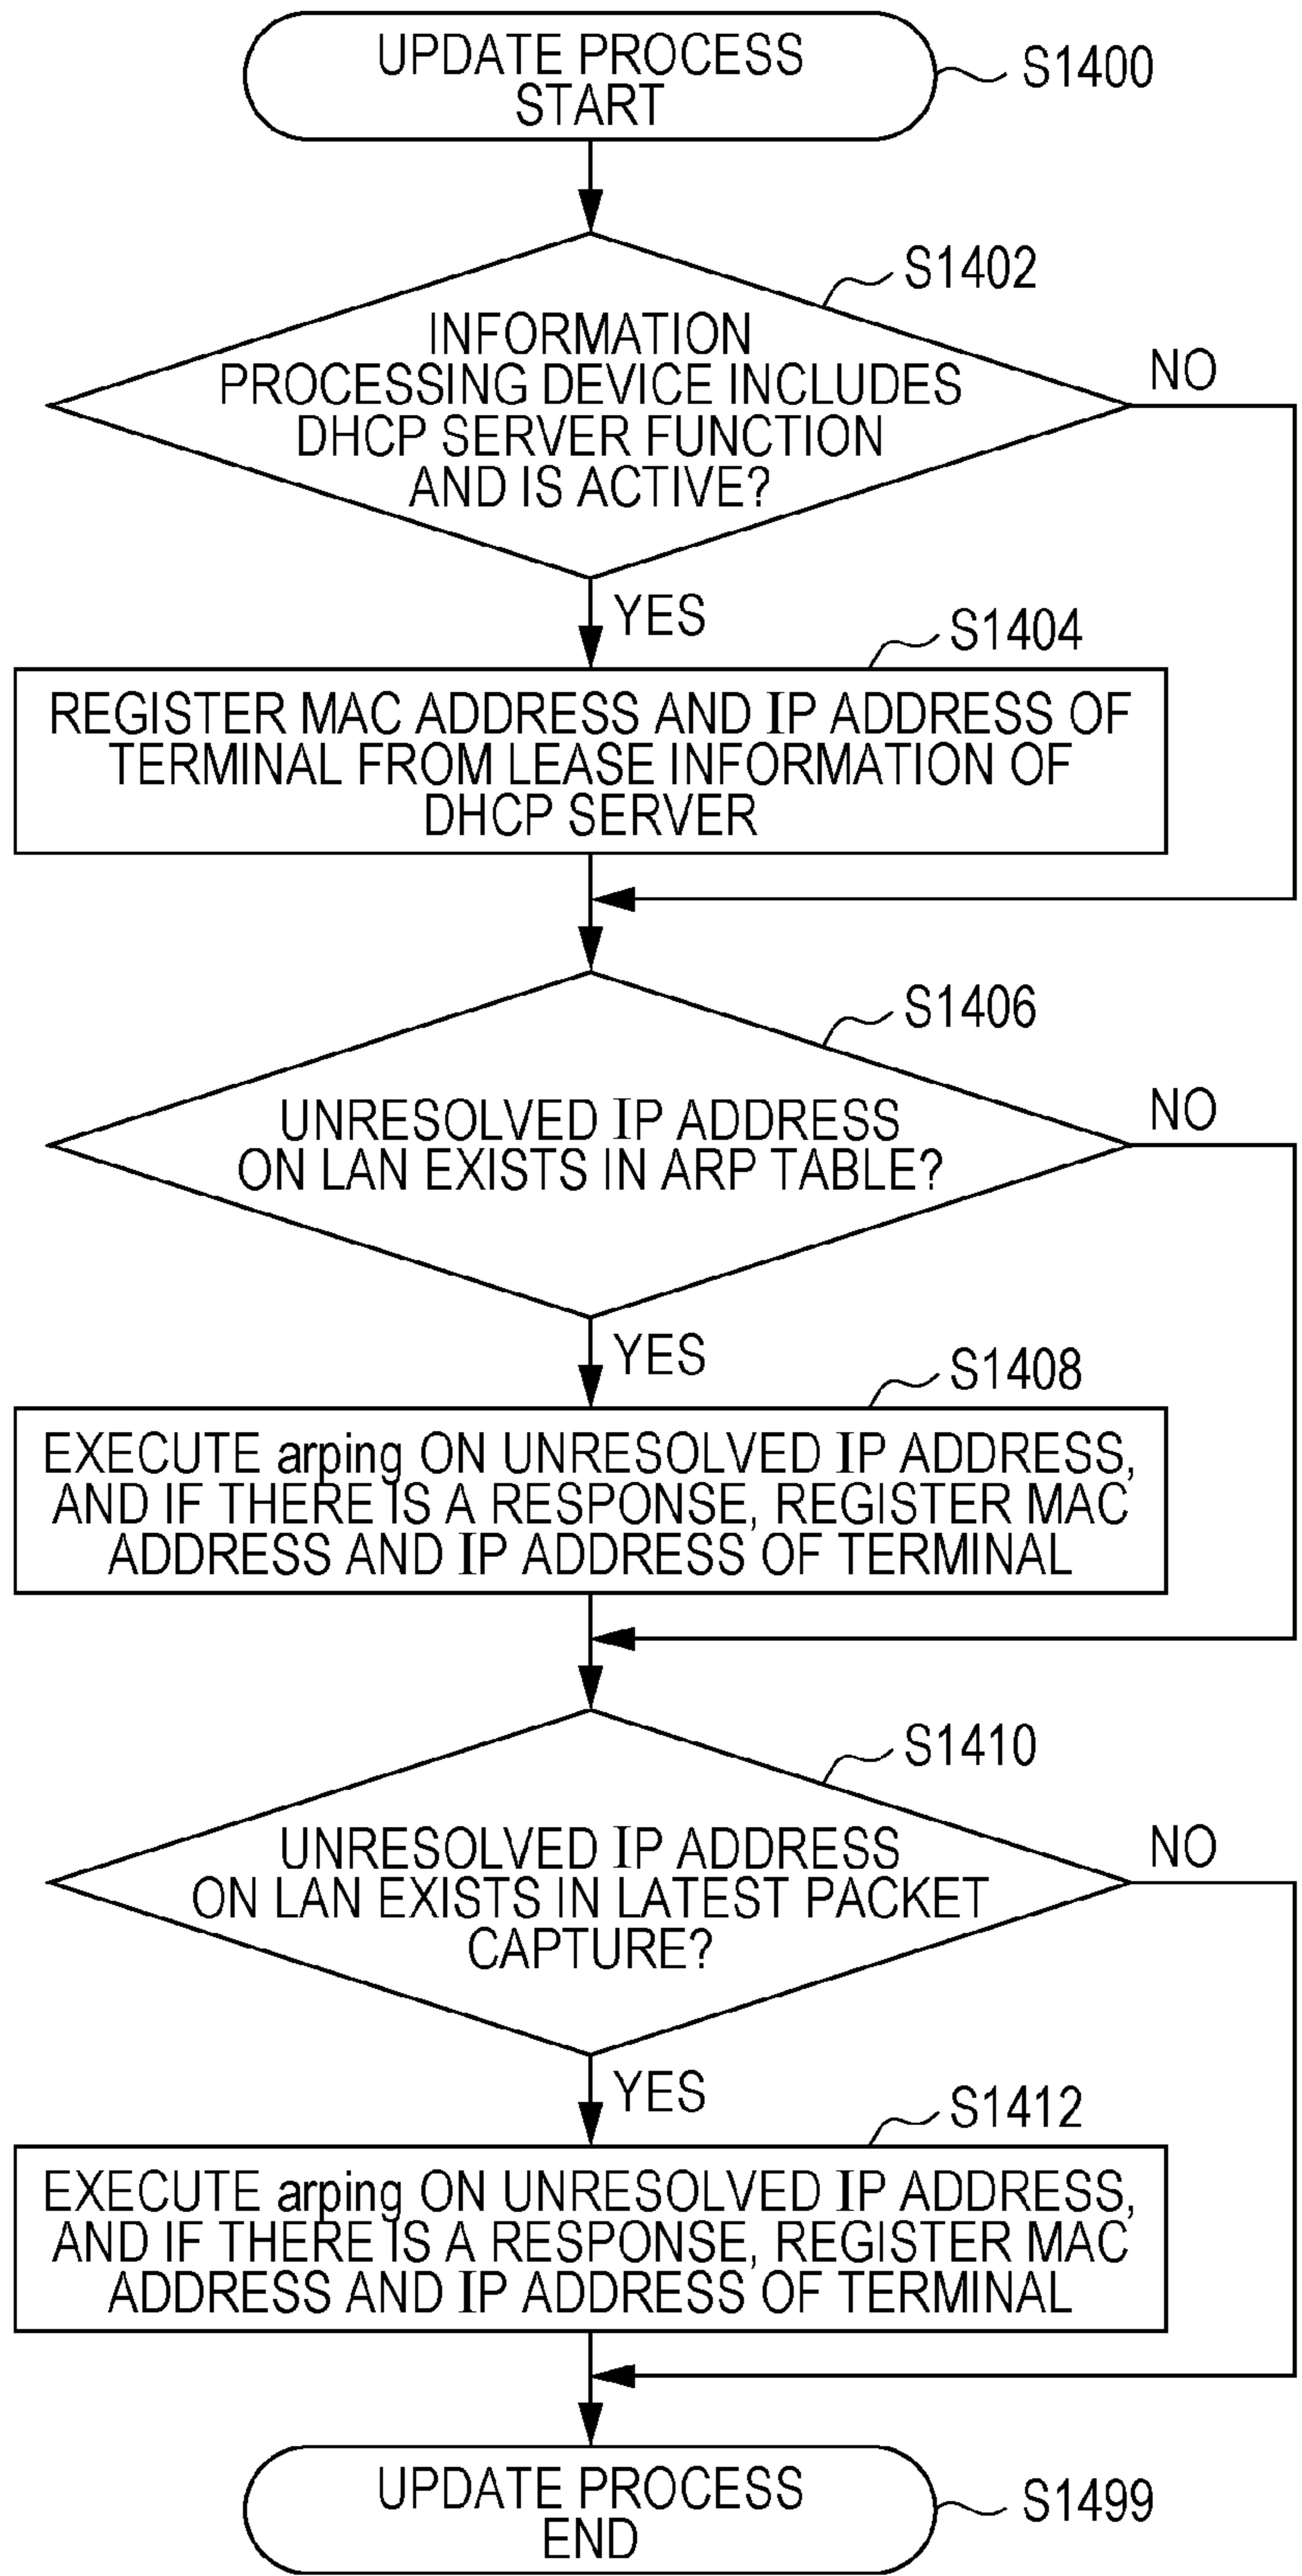 UPDATE PROCESS
START
S1400
S1402
INFORMATION
PROCESSING DEVICE INCLUDES
DHCP SERVER FUNCTION
AND IS ACTIVE?
NO
YES
S1404
REGISTER MAC ADDRESS AND IP ADDRESS OF
TERMINAL FROM LEASE INFORMATION OF
DHCP SERVER
S1406
UNRESOLVED IP ADDRESS
ON LAN EXISTS IN ARP TABLE?
NO
YES
S1408
EXECUTE arping ON UNRESOLVED IP ADDRESS,
AND IF THERE IS A RESPONSE, REGISTER MAC
ADDRESS AND IP ADDRESS OF TERMINAL
S1410
UNRESOLVED IP ADDRESS
ON LAN EXISTS IN LATEST PACKET
CAPTURE?
NO
YES
S1412
EXECUTE arping ON UNRESOLVED IP ADDRESS,
AND IF THERE IS A RESPONSE, REGISTER MAC
ADDRESS AND IP ADDRESS OF TERMINAL
UPDATE PROCESS
END
S1499